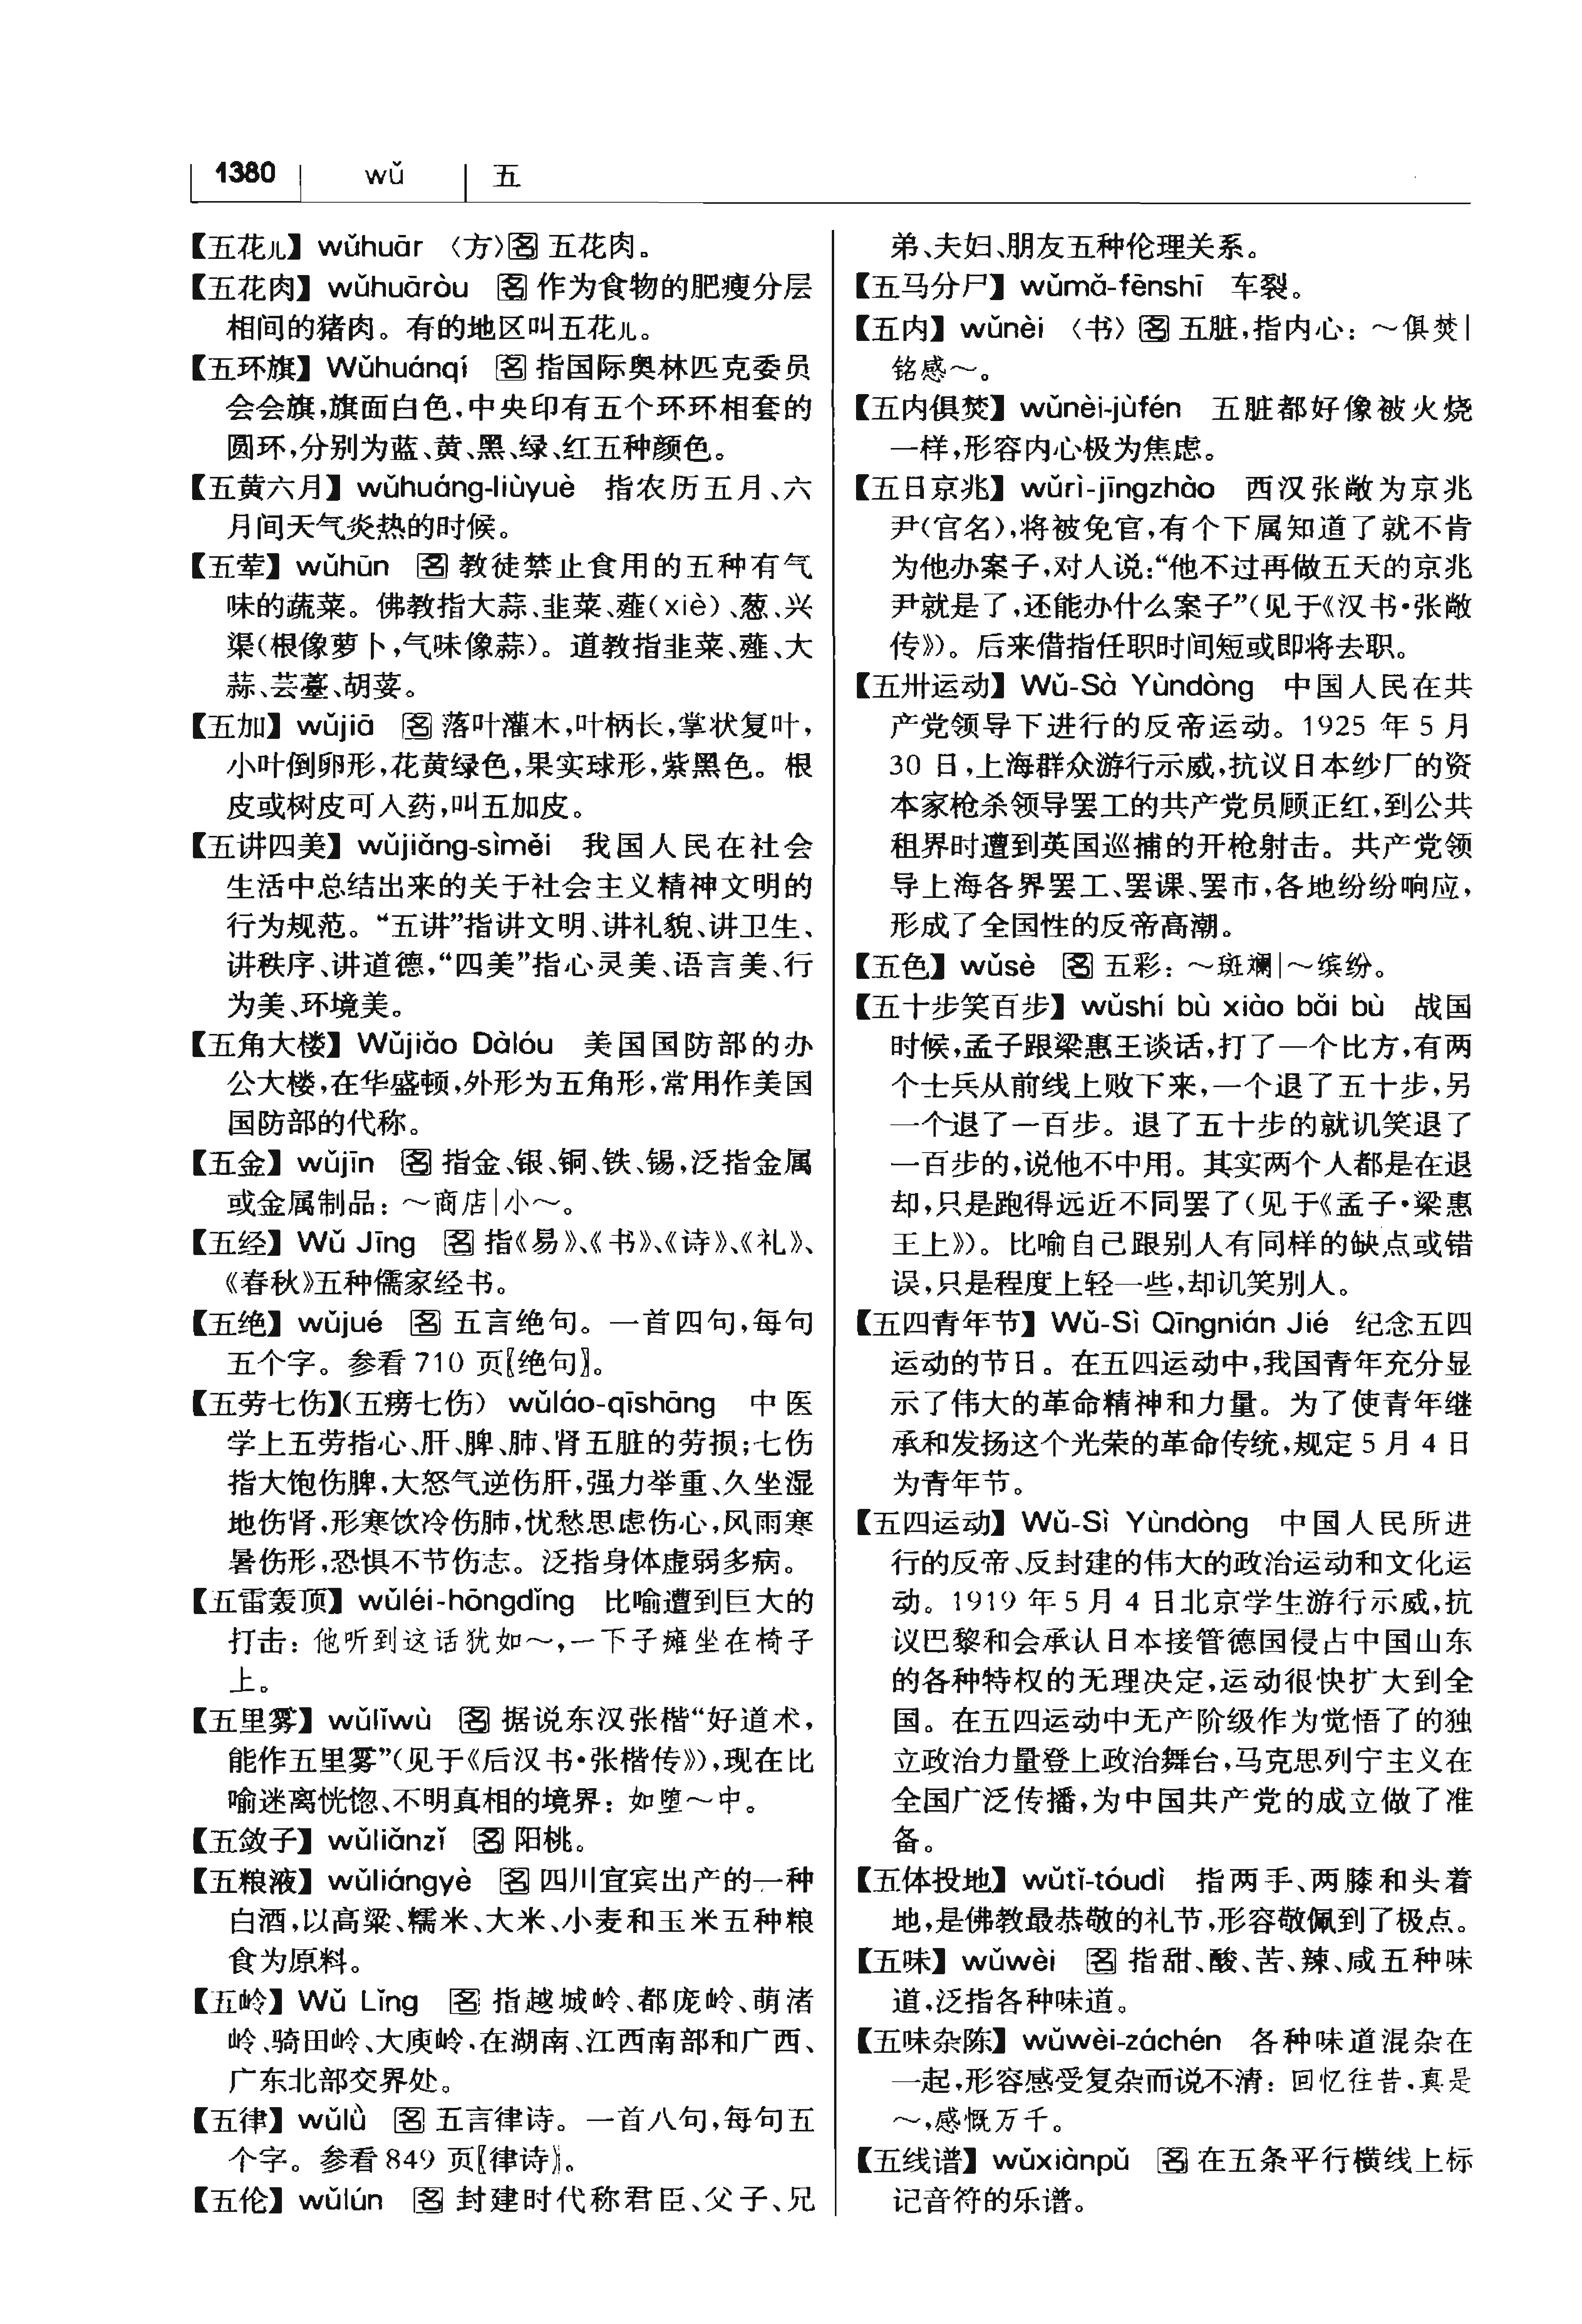 1380 wǔ 五
【五花儿】 wǔhuār 〈方〉名 五花肉。
【五花肉】 wǔhuāròu 名 作为食物的肥瘦分层
相间的猪肉。有的地区叫五花儿。
【五环旗】 Wǔhuánqí 名 指国际奥林匹克委员
会会旗,旗面白色,中央印有五个环环相套的
圆环,分别为蓝、黄、黑、绿、红五种颜色。
【五黄六月】 wǔhuáng-liùyuè 指农历五月、六
月间天气炎热的时候。
【五荤】 wǔhūn 名 教徒禁止食用的五种有气
味的蔬菜。佛教指大蒜、韭菜、薤(xiè)、葱、兴
渠(根像萝卜,气味像蒜)。道教指韭菜、薤、大
蒜、芸薹、胡荽。
【五加】 wǔjiā 名 落叶灌木,叶柄长,掌状复叶,
小叶倒卵形,花黄绿色,果实球形,紫黑色。根
皮或树皮可入药,叫五加皮。
【五讲四美】 wǔjiǎng-sìměi 我国人民在社会
生活中总结出来的关于社会主义精神文明的
行为规范。“五讲”指讲文明、讲礼貌、讲卫生、
讲秩序、讲道德,“四美”指心灵美、语言美、行
为美、环境美。
【五角大楼】 Wǔjiǎo Dàlóu 美国国防部的办
公大楼,在华盛顿,外形为五角形,常用作美国
国防部的代称。
【五金】 wǔjīn 名 指金、银、铜、铁、锡,泛指金属
或金属制品：～商店|小～。
【五经】 Wǔ Jīng 名 指《易》、《书》、《诗》、《礼》、
《春秋》五种儒家经书。
【五绝】 wǔjué 名 五言绝句。一首四句,每句
五个字。参看 710 页〖绝句〗。
【五劳七伤】(五痨七伤) wǔláo-qīshāng 中医
学上五劳指心、肝、脾、肺、肾五脏的劳损;七伤
指大饱伤脾,大怒气逆伤肝,强力举重、久坐湿
地伤肾,形寒饮冷伤肺,忧愁思虑伤心,风雨寒
暑伤形,恐惧不节伤志。泛指身体虚弱多病。
【五雷轰顶】 wǔléi-hōngdǐng 比喻遭到巨大的
打击：他听到这话犹如～,一下子瘫坐在椅子
上。
【五里雾】 wǔlǐwù 名 据说东汉张楷“好道术,
能作五里雾”(见于《后汉书·张楷传》),现在比
喻迷离恍惚、不明真相的境界：如堕～中。
【五敛子】 wǔliǎnzǐ 名 阳桃。
【五粮液】 wǔliángyè 名 四川宜宾出产的一种
白酒,以高粱、糯米、大米、小麦和玉米五种粮
食为原料。
【五岭】 Wǔ Lǐng 名 指越城岭、都庞岭、萌渚
岭、骑田岭、大庾岭,在湖南、江西南部和广西、
广东北部交界处。
【五律】 wǔlǜ 名 五言律诗。一首八句,每句五
个字。参看 849 页〖律诗〗。
【五伦】 wǔlún 名 封建时代称君臣、父子、兄
弟、夫妇、朋友五种伦理关系。
【五马分尸】 wǔmǎ-fēnshī 车裂。
【五内】 wǔnèi 〈书〉 名 五脏,指内心：～俱焚|
铭感～。
【五内俱焚】 wǔnèi-jùfén 五脏都好像被火烧
一样,形容内心极为焦虑。
【五日京兆】 wǔrì-jīngzhào 西汉张敞为京兆
尹(官名),将被免官,有个下属知道了就不肯
为他办案子,对人说:“他不过再做五天的京兆
尹就是了,还能办什么案子”(见于《汉书·张敞
传》)。后来借指任职时间短或即将去职。
【五卅运动】 Wǔ-Sà Yùndòng 中国人民在共
产党领导下进行的反帝运动。1925 年 5 月
30 日,上海群众游行示威,抗议日本纱厂的资
本家枪杀领导罢工的共产党员顾正红,到公共
租界时遭到英国巡捕的开枪射击。共产党领
导上海各界罢工、罢课、罢市,各地纷纷响应,
形成了全国性的反帝高潮。
【五色】 wǔsè 名 五彩：～斑斓|～缤纷。
【五十步笑百步】 wǔshí bù xiào bǎi bù 战国
时候,孟子跟梁惠王谈话,打了一个比方,有两
个士兵从前线上败下来,一个退了五十步,另
一个退了一百步。退了五十步的就讥笑退了
一百步的,说他不中用。其实两个人都是在退
却,只是跑得远近不同罢了(见于《孟子·梁惠
王上》)。比喻自己跟别人有同样的缺点或错
误,只是程度上轻一些,却讥笑别人。
【五四青年节】 Wǔ-Sì Qīngnián Jié 纪念五四
运动的节日。在五四运动中,我国青年充分显
示了伟大的革命精神和力量。为了使青年继
承和发扬这个光荣的革命传统,规定 5 月 4 日
为青年节。
【五四运动】 Wǔ-Sì Yùndòng 中国人民所进
行的反帝、反封建的伟大的政治运动和文化运
动。1919 年 5 月 4 日北京学生游行示威,抗
议巴黎和会承认日本接管德国侵占中国山东
的各种特权的无理决定,运动很快扩大到全
国。在五四运动中无产阶级作为觉悟了的独
立政治力量登上政治舞台,马克思列宁主义在
全国广泛传播,为中国共产党的成立做了准
备。
【五体投地】 wǔtǐ-tóudì 指两手、两膝和头着
地,是佛教最恭敬的礼节,形容敬佩到了极点。
【五味】 wǔwèi 名 指甜、酸、苦、辣、咸五种味
道,泛指各种味道。
【五味杂陈】 wǔwèi-záchén 各种味道混杂在
一起,形容感受复杂而说不清：回忆往昔,真是
～,感慨万千。
【五线谱】 wǔxiànpǔ 名 在五条平行横线上标
记音符的乐谱。